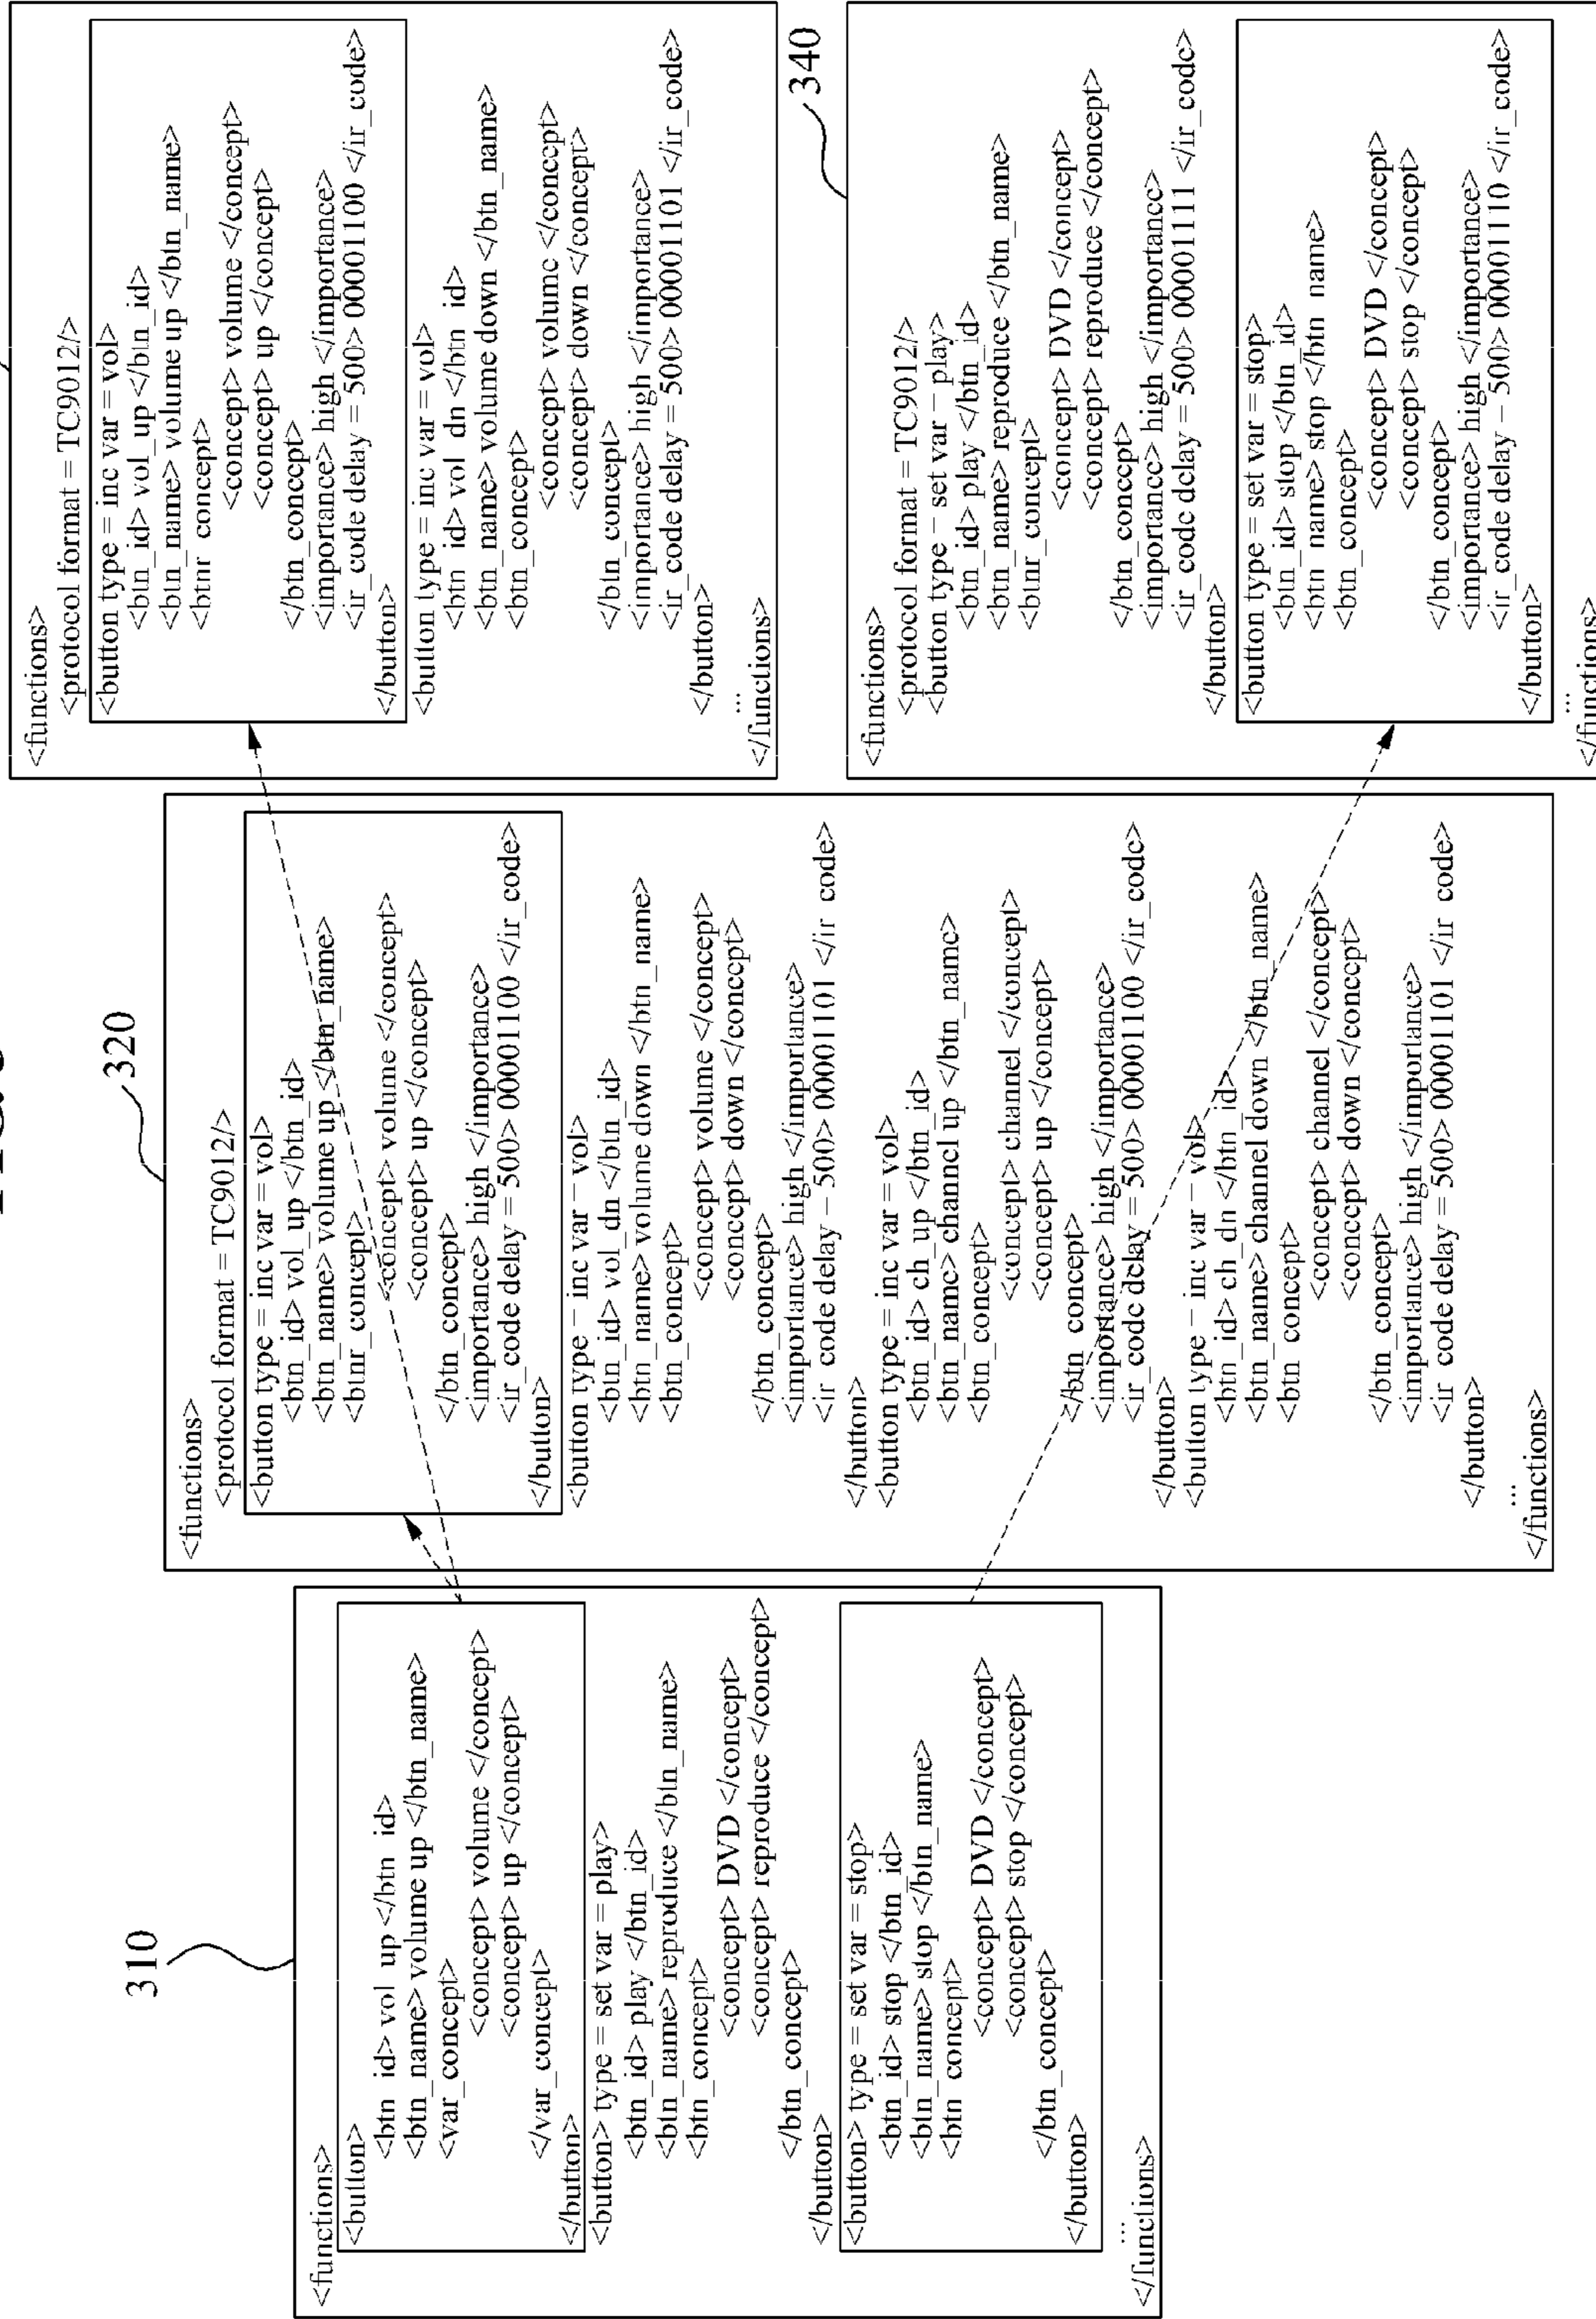 310
<functions>
<button>
<btn_id> vol_up </btn_id>
<btn_name> volume up </btn_name>
<var_concept>
<concept> volume </concept>
<concept> up </concept>
</var_concept>
</button>
<button> type = set var = play>
<btn_id> play </btn_id>
<btn_name> reproduce </btn_name>
<btn_concept>
<concept> DVD </concept>
<concept> reproduce </concept>
</btn_concept>
</button>
<button> type = set var = stop>
<btn_id> stop </btn_id>
<btn_name> stop </btn_name>
<btn_concept>
<concept> DVD </concept>
<concept> stop </concept>
</btn_concept>
</button>
...
</functions>
320
<functions>
<protocol format = TC9012/>
<button type = inc var = vol>
<btn_id> vol_up </btn_id>
<btn_name> volume up </btn_name>
<btnr_concept>
<concept> volume </concept>
<concept> up </concept>
</btn_concept>
<importance> high </importance>
<ir_code delay = 500> 00001100 </ir_code>
</button>
<button type = inc var = vol>
<btn_id> vol_dn </btn_id>
<btn_name> volume down </btn_name>
<btn_concept>
<concept> volume </concept>
<concept> down </concept>
</btn_concept>
<importance> high </importance>
<ir_code delay = 500> 00001101 </ir_code>
</button>
<button type = inc var = vol>
<btn_id> ch_up </btn_id>
<btn_name> channel up </btn_name>
<btn_concept>
<concept> channel </concept>
<concept> up </concept>
</btn_concept>
<importance> high </importance>
<ir_code delay = 500> 00001100 </ir_code>
</button>
<button type = inc var = vol>
<btn_id> ch_dn </btn_id>
<btn_name> channel down </btn_name>
<btn_concept>
<concept> channel </concept>
<concept> down </concept>
</btn_concept>
<importance> high </importance>
<ir_code delay = 500> 00001101 </ir_code>
</button>
...
</functions>
<functions>
<protocol format = TC9012/>
<button type = inc var = vol>
<btn_id> vol_up </btn_id>
<btn_name> volume up </btn_name>
<btnr_concept>
<concept> volume </concept>
<concept> up </concept>
</btn_concept>
<importance> high </importance>
<ir_code delay = 500> 00001100 </ir_code>
</button>
<button type = inc var = vol>
<btn_id> vol_dn </btn_id>
<btn_name> volume down </btn_name>
<btn_concept>
<concept> volume </concept>
<concept> down </concept>
</btn_concept>
<importance> high </importance>
<ir_code delay = 500> 00001101 </ir_code>
</button>
...
</functions>
340
<functions>
<protocol format = TC9012/>
<button type = set var = play>
<btn_id> play </btn_id>
<btn_name> reproduce </btn_name>
<btnr_concept>
<concept> DVD </concept>
<concept> reproduce </concept>
</btn_concept>
<importance> high </importance>
<ir_code delay = 500> 00001111 </ir_code>
</button>
<button type = set var = stop>
<btn_id> stop </btn_id>
<btn_name> stop </btn_name>
<btn_concept>
<concept> DVD </concept>
<concept> stop </concept>
</btn_concept>
<importance> high </importance>
<ir_code delay = 500> 00001110 </ir_code>
</button>
...
</functions>